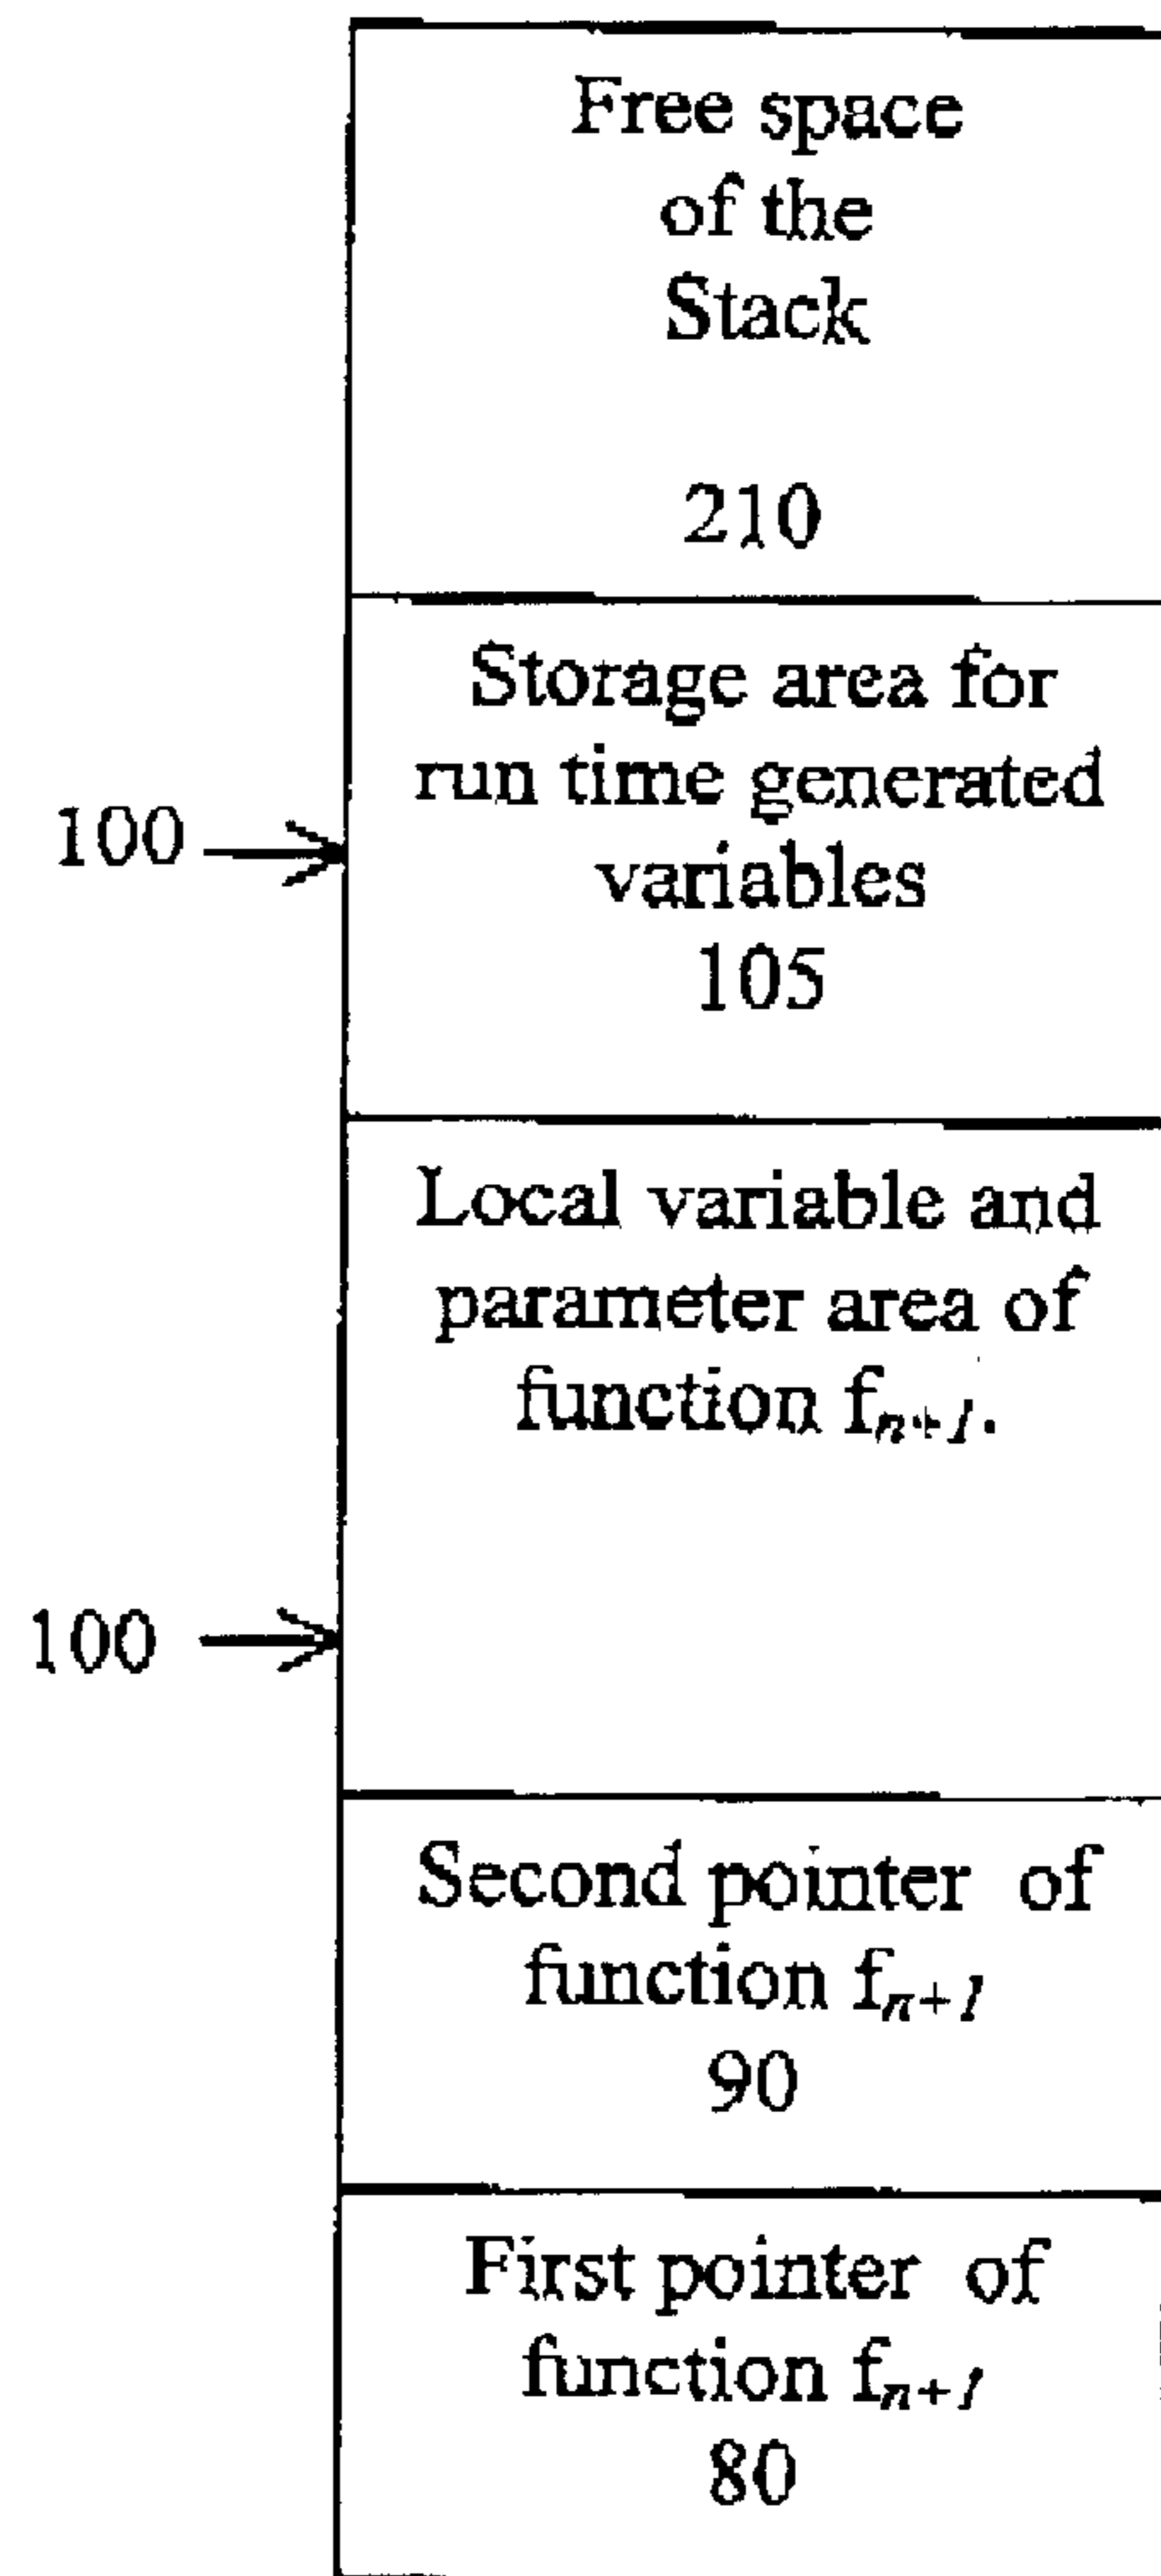 Free space
of the
Stack
210
Storage area for
run time generated
variables
105
100
Local variable and
parameter area of
function fn+1.
100
Second pointer of
function fn+1
90
First pointer of
function fn+1
80